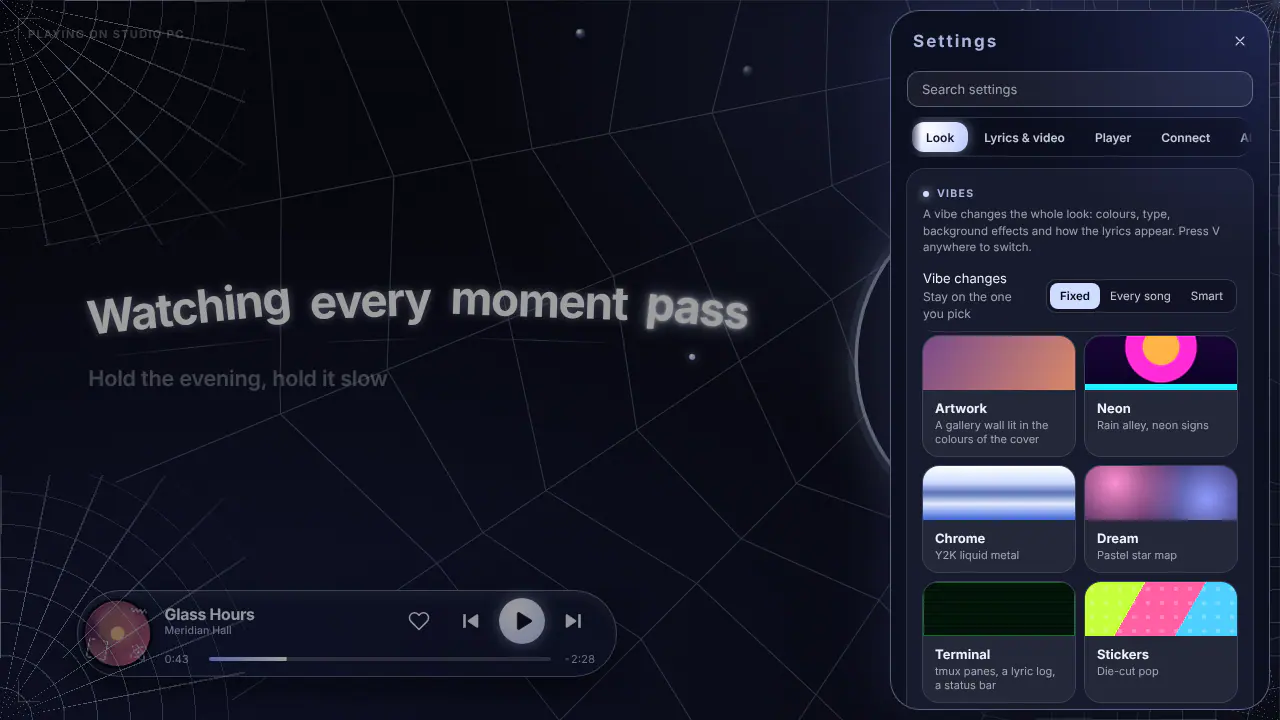 PLAYING ON STUDIO PC
Watching every moment pass
Hold the evening, hold it slow
Glass Hours
Meridian Hall
0:43
-2:28
Settings
Search settings
Look
Lyrics & video
Player
Connect
VIBES
A vibe changes the whole look: colours, type,
background effects and how the lyrics appear. Press V
anywhere to switch.
Vibe changes
Stay on the one
you pick
Fixed
Every song
Smart
Artwork
A gallery wall lit in the
colours of the cover
Neon
Rain alley, neon signs
Chrome
Y2K liquid metal
Dream
Pastel star map
Terminal
tmux panes, a lyric log,
a status bar
Stickers
Die-cut pop